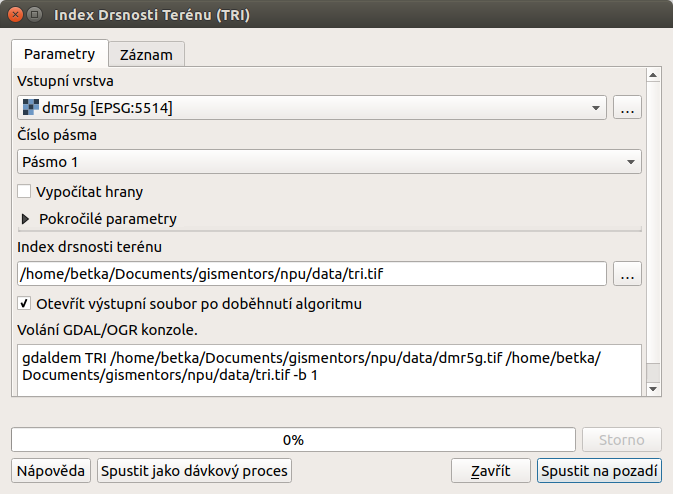 Index Drsnosti Terénu (TRI)
Parametry
Záznam
Vstupní vrstva
dmr5g [EPSG:5514]
...
Číslo pásma
Pásmo 1
Vypočítat hrany
Pokročilé parametry
Index drsnosti terénu
/home/betka/Documents/gismentors/npu/data/tri.tif
...
Otevřít výstupní soubor po doběhnutí algoritmu
Volání GDAL/OGR konzole.
gdaldem TRI /home/betka/Documents/gismentors/npu/data/dmr5g.tif /home/betka/
Documents/gismentors/npu/data/tri.tif -b 1
0%
Storno
Nápověda
Spustit jako dávkový proces
Zavřít
Spustit na pozadí